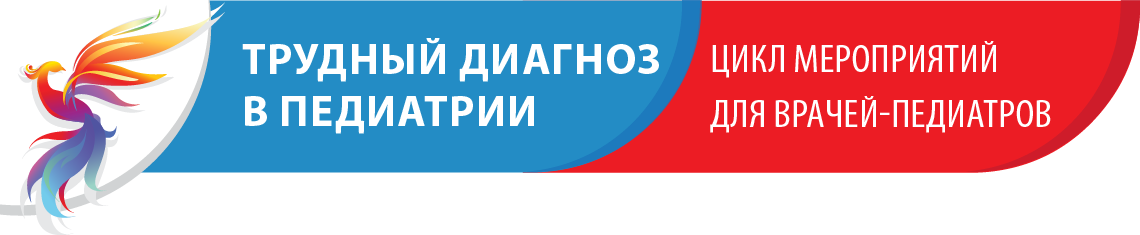 ТРУДНЫЙ ДИАГНОЗ
В ПЕДИАТРИИ
ЦИКЛ МЕРОПРИЯТИЙ
ДЛЯ ВРАЧЕЙ-ПЕДИАТРОВ